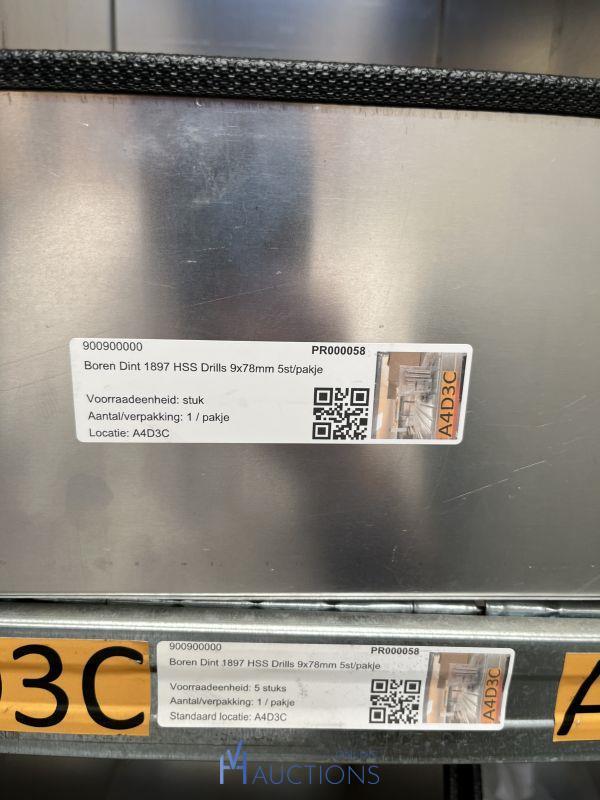 900900000 PR000058
Boren Dint 1897 HSS Drills 9x78mm 5st/pakje
Voorraadeenheid: stuk
Aantal/verpakking: 1 / pakje
Locatie: A4D3C
A4D3C
900900000 PR000058
Boren Dint 1897 HSS Drills 9x78mm 5st/pakje
Voorraadeenheid: 5 stuks
Aantal/verpakking: 1 / pakje
Standaard locatie: A4D3C
A4D3C
3C
A
AUCTIONS